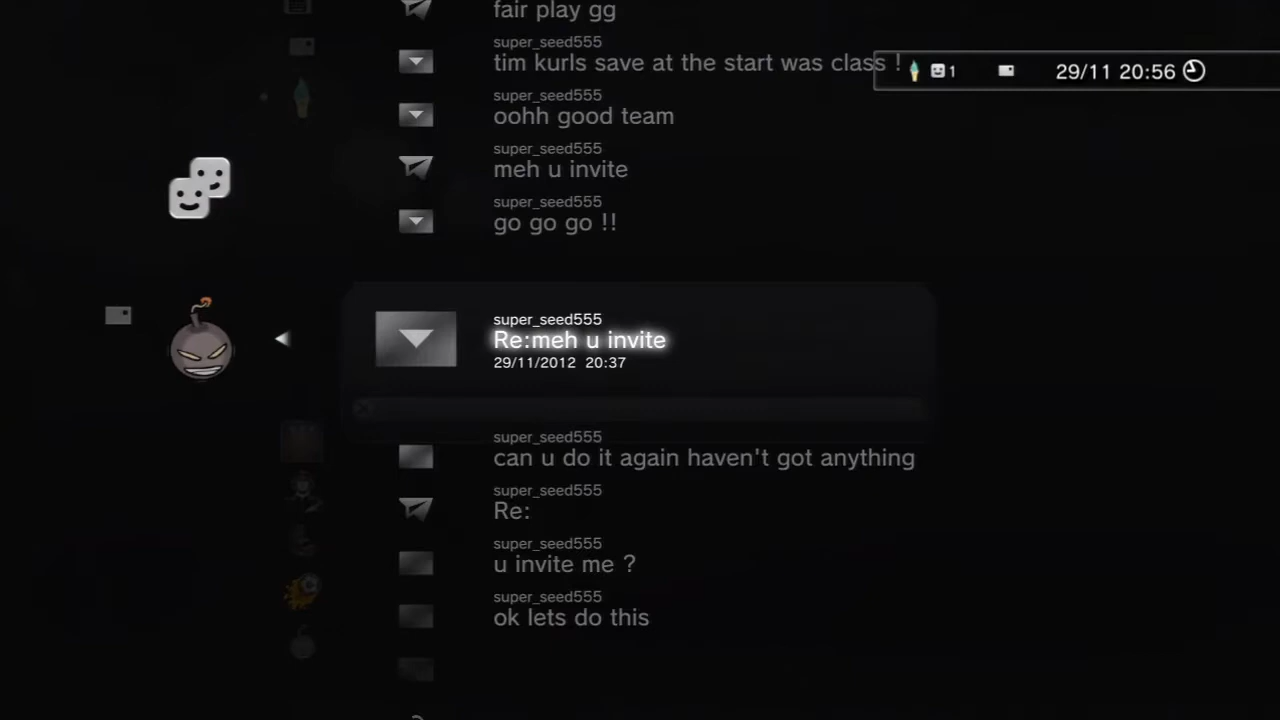 fair play gg
super_seed555
tim kurls save at the start was class !
1
29/11 20:56
super_seed555
oohh good team
super_seed555
meh u invite
super_seed555
go go go !!
super_seed555
Re:meh u invite
29/11/2012 20:37
super_seed555
can u do it again haven't got anything
super_seed555
Re:
super_seed555
u invite me ?
super_seed555
ok lets do this